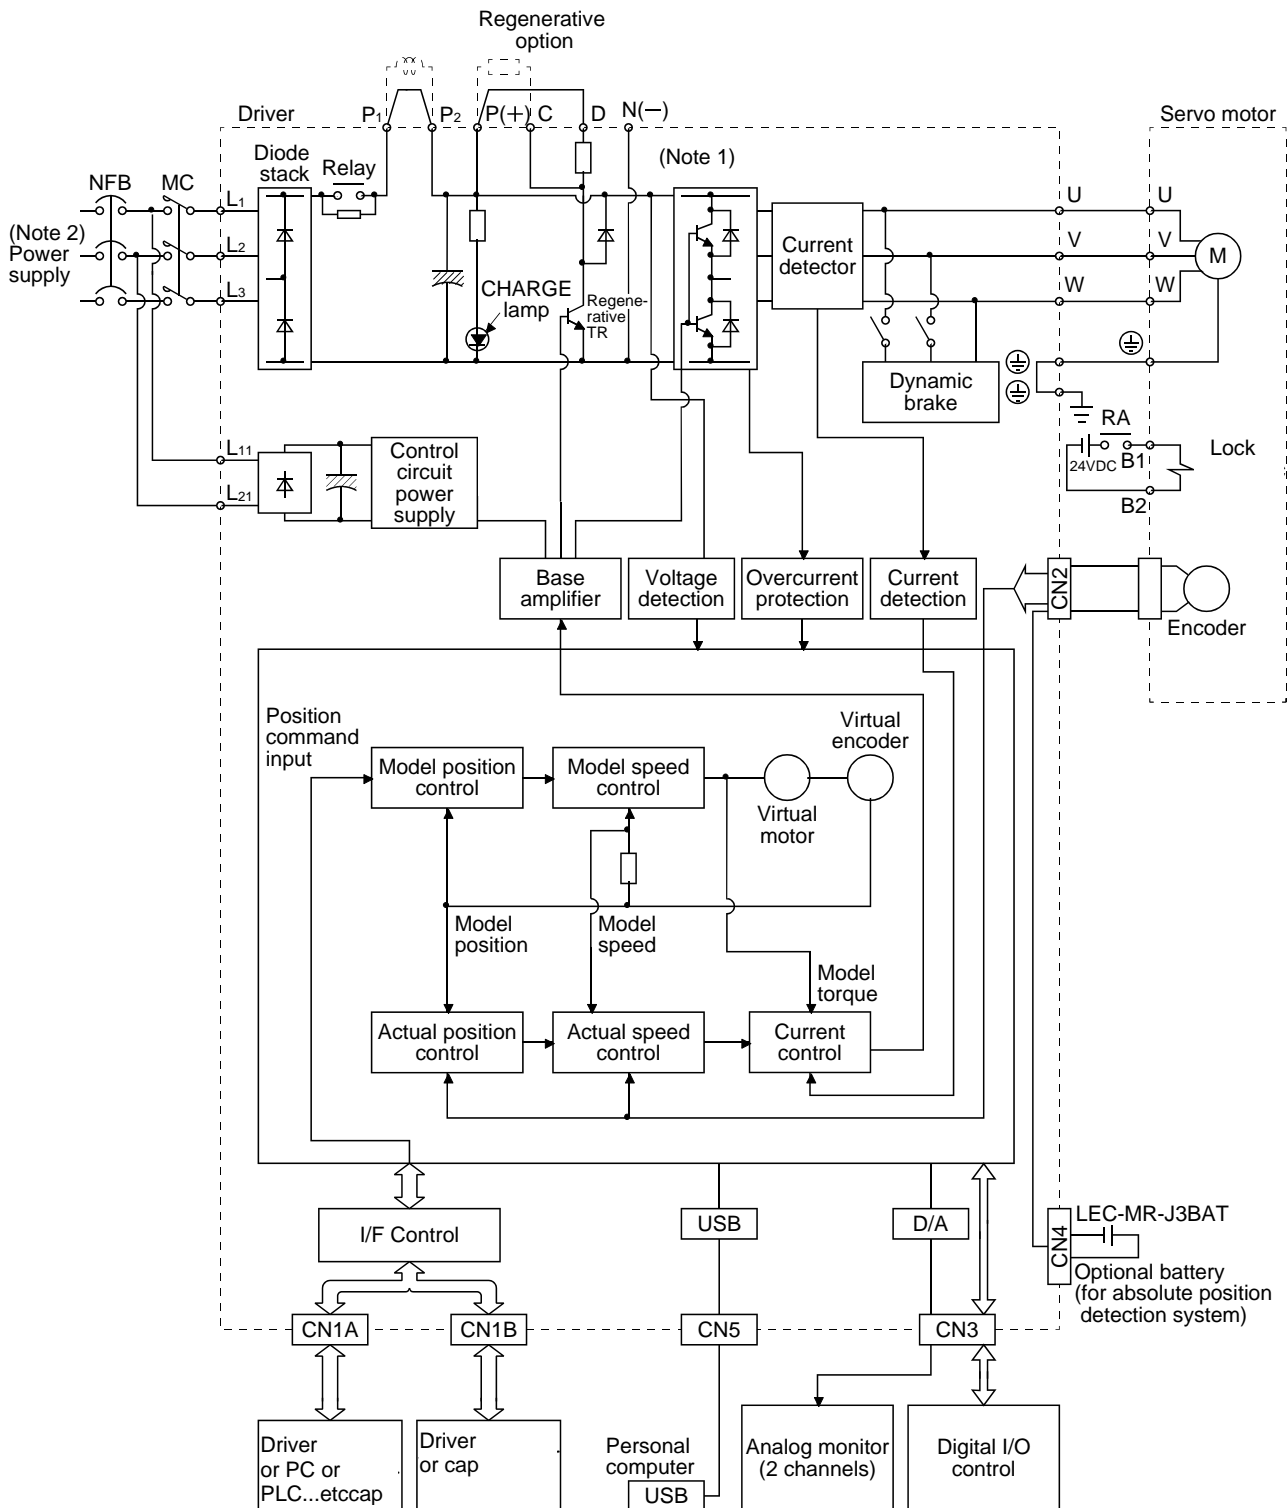 Regenerative
option
Driver
P1
P2
P(+)
C
D
N(−)
Servo motor
Diode
stack
Relay
(Note 1)
NFB
MC
L1
L2
L3
(Note 2)
Power
supply
CHARGE
lamp
Regene-
rative
TR
Current
detector
U
V
W
U
V
W
M
Dynamic
brake
RA
24VDC
B1
B2
Lock
L11
L21
Control
circuit
power
supply
Base
amplifier
Voltage
detection
Overcurrent
protection
Current
detection
CN2
Encoder
Position
command
input
Model position
control
Model speed
control
Virtual
motor
Virtual
encoder
Model
position
Model
speed
Model
torque
Actual position
control
Actual speed
control
Current
control
I/F Control
USB
D/A
CN4
LEC-MR-J3BAT
Optional battery
(for absolute position
detection system)
CN1A
CN1B
CN5
CN3
Driver
or PC or
PLC...etccap
Driver
or cap
Personal
computer
USB
Analog monitor
(2 channels)
Digital I/O
control